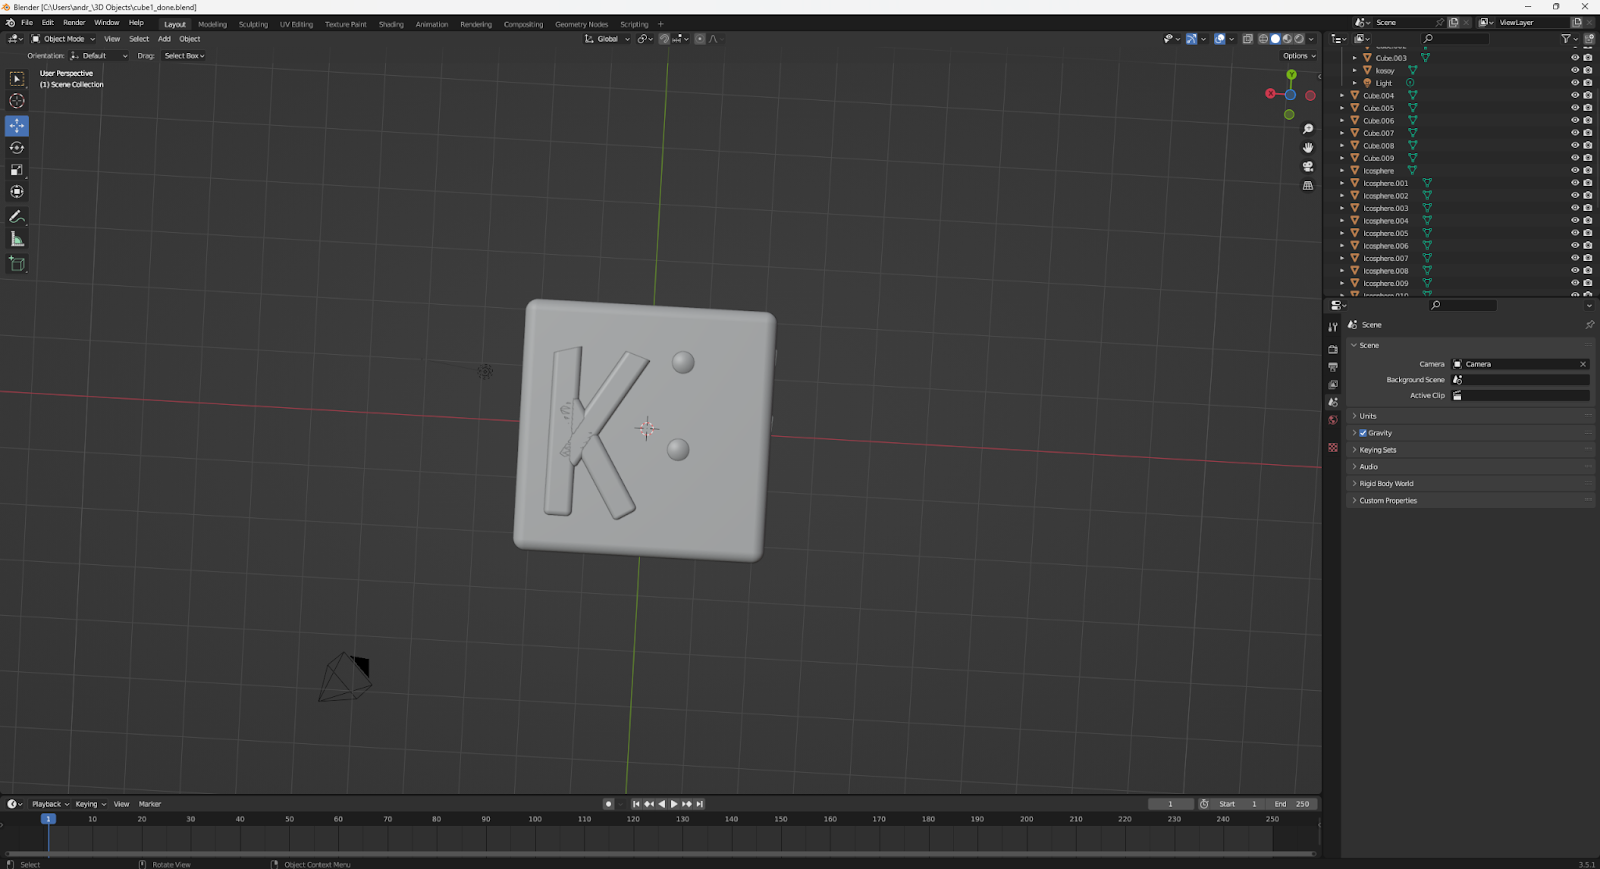 Blender [C:\Users\andr_\3D Objects\cube1_done.blend]
File Edit Render Window Help Layout Modeling Sculpting UV Editing Texture Paint Shading Animation Rendering Compositing Geometry Nodes Scripting + Scene ViewLayer
Object Mode View Select Add Object Global
Orientation: Default Drag: Select Box Options
User Perspective
(1) Scene Collection
Y
X
K
Cube.003
kosoy
Light
Cube.004
Cube.005
Cube.006
Cube.007
Cube.008
Cube.009
Icosphere
Icosphere.001
Icosphere.002
Icosphere.003
Icosphere.004
Icosphere.005
Icosphere.006
Icosphere.007
Icosphere.008
Icosphere.009
Scene
Scene
Camera Camera
Background Scene
Active Clip
Units
Gravity
Keying Sets
Audio
Rigid Body World
Custom Properties
Playback Keying View Marker 1 Start 1 End 250
1 10 20 30 40 50 60 70 80 90 100 110 120 130 140 150 160 170 180 190 200 210 220 230 240 250
Select Rotate View Object Context Menu 3.5.1